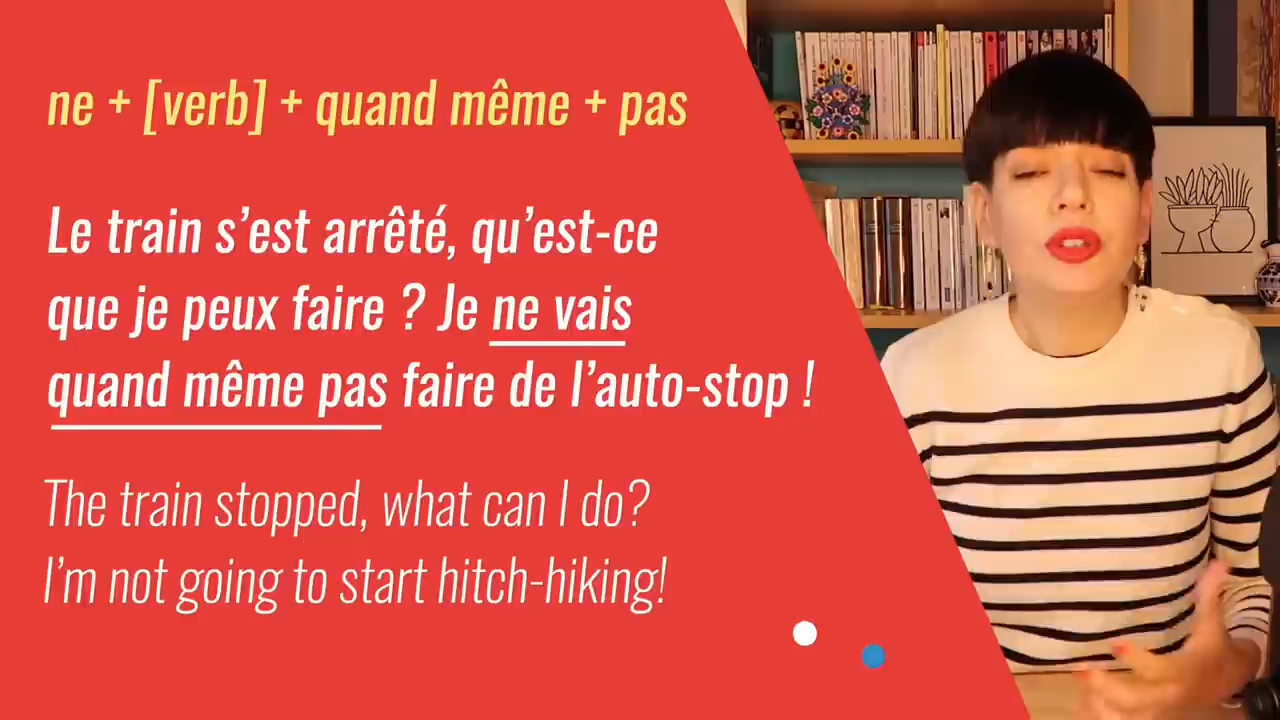 ne + [verb] + quand même + pas
Le train s’est arrêté, qu’est-ce
que je peux faire ? Je ne vais
quand même pas faire de l’auto-stop !
The train stopped, what can I do?
I’m not going to start hitch-hiking!